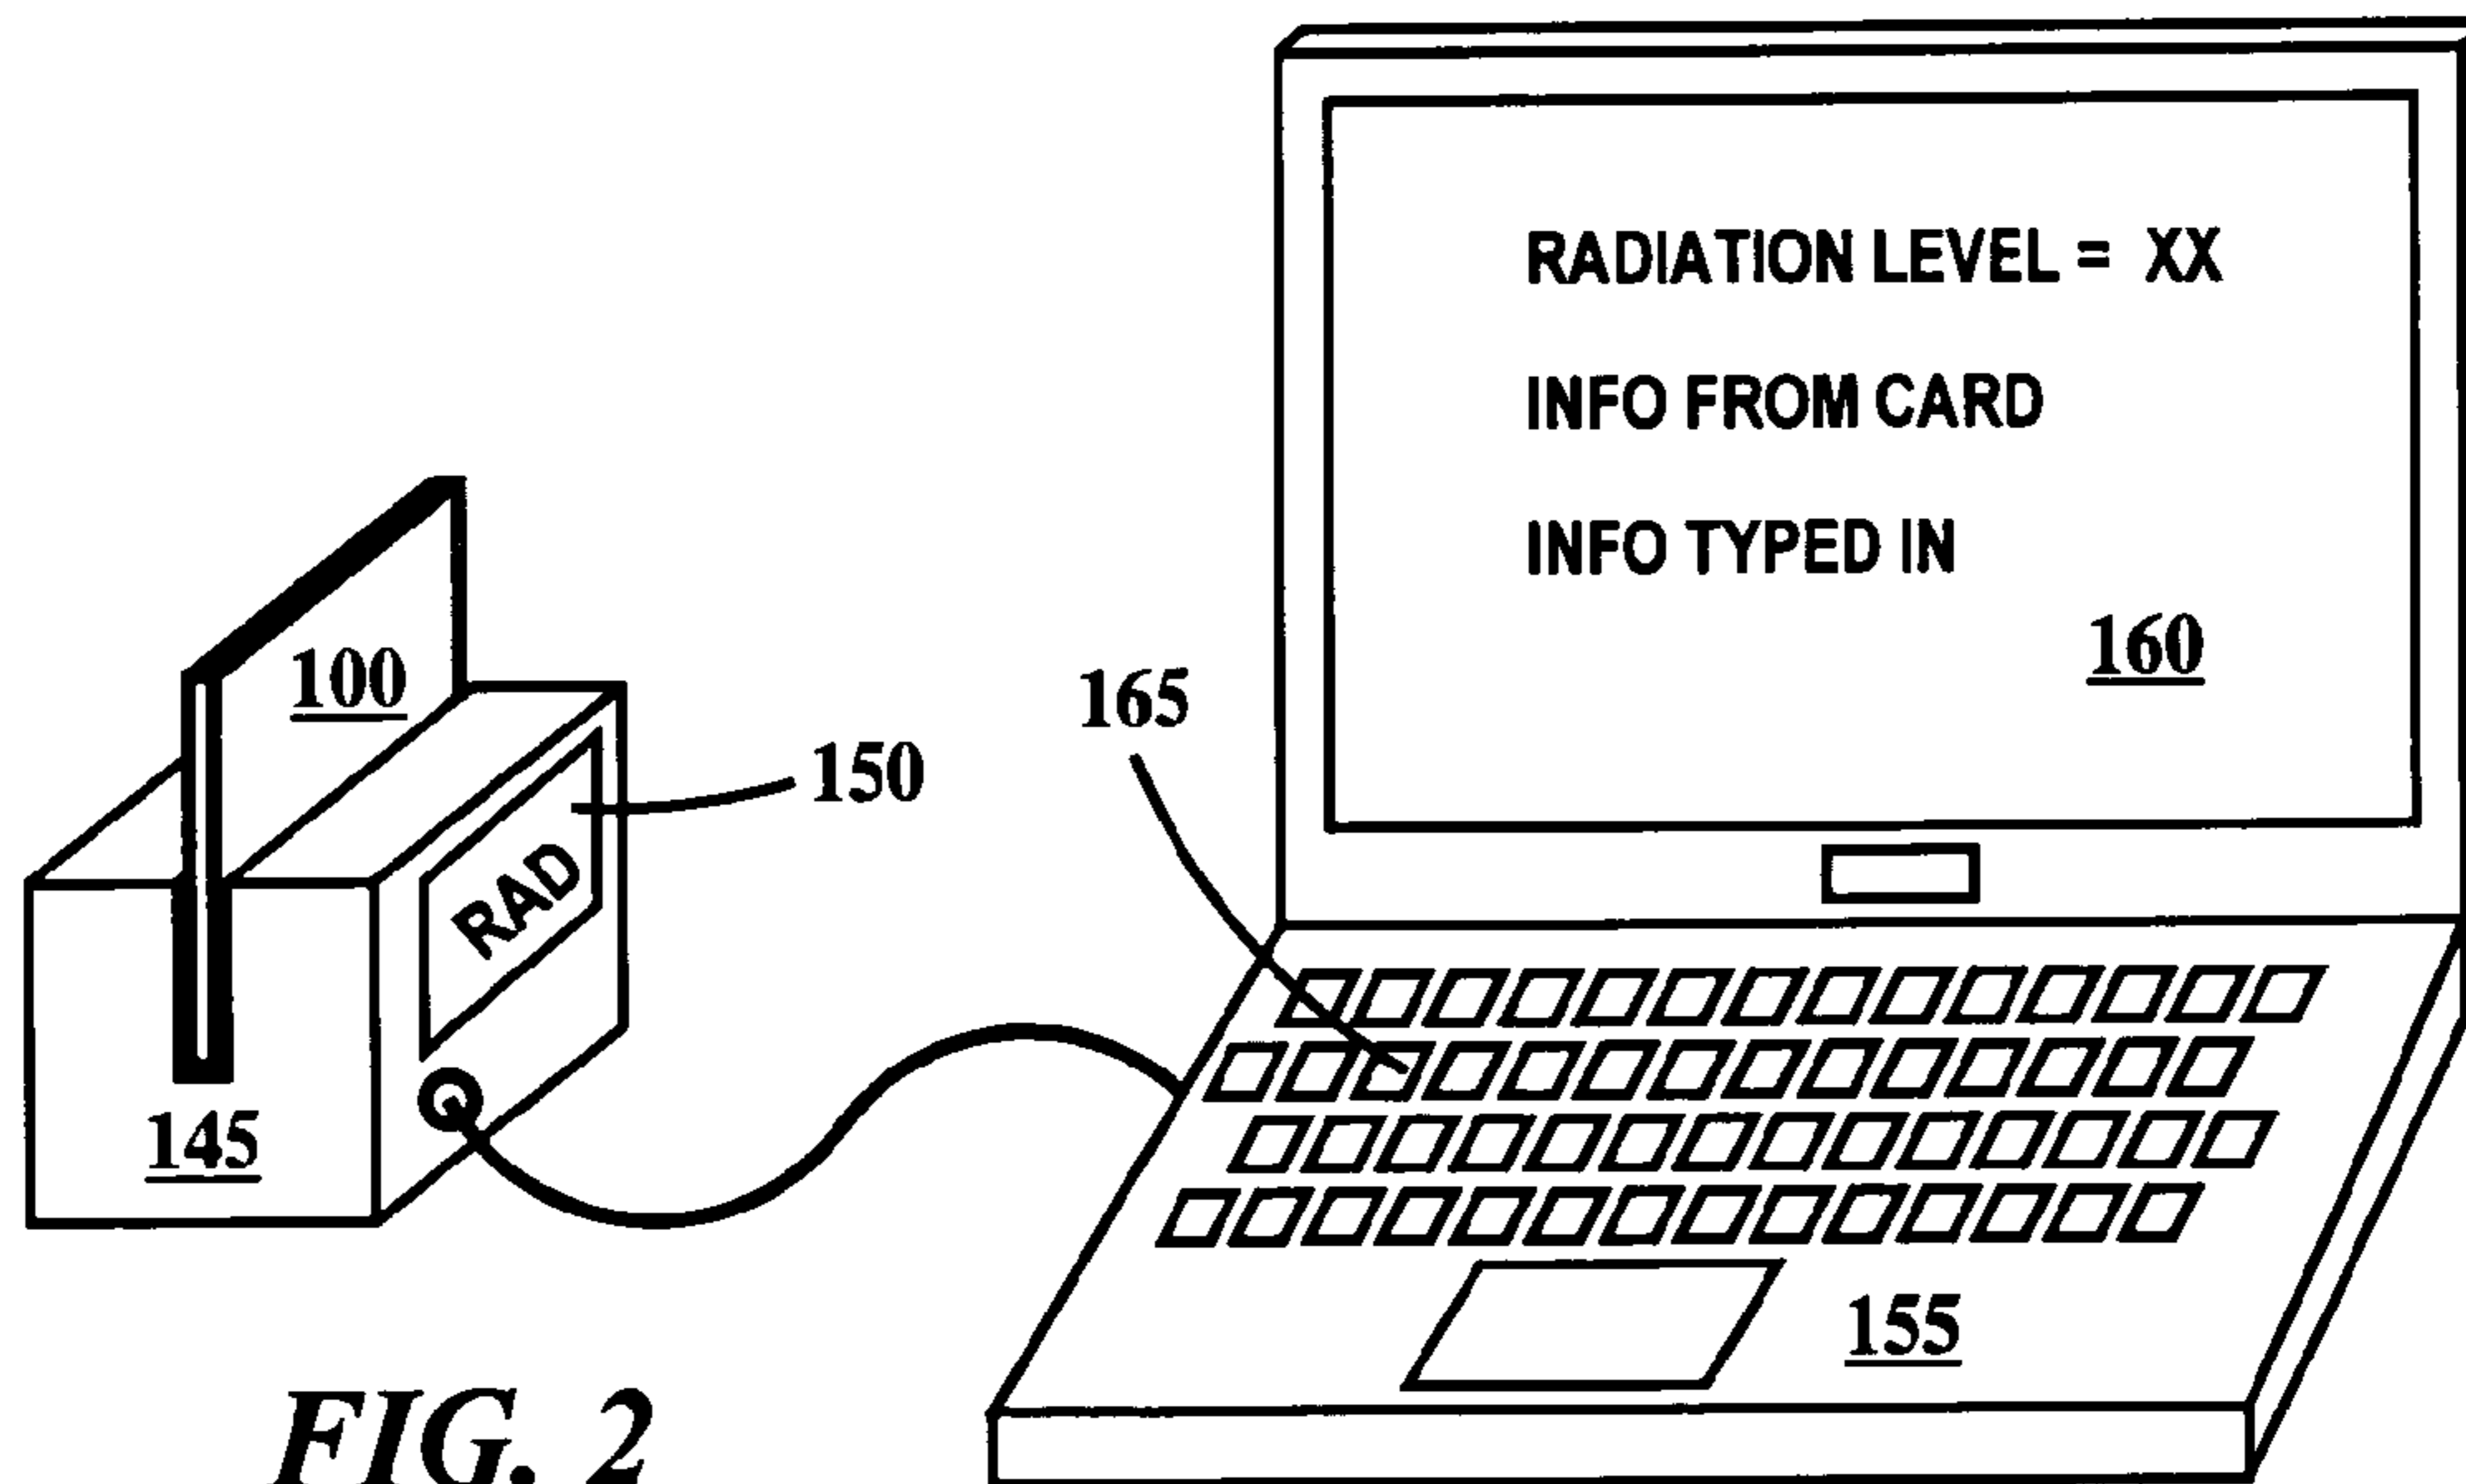 RADIATION LEVEL = XX
INFO FROM CARD
INFO TYPED IN
160
100
165
150
RAD
145
155
FIG. 2